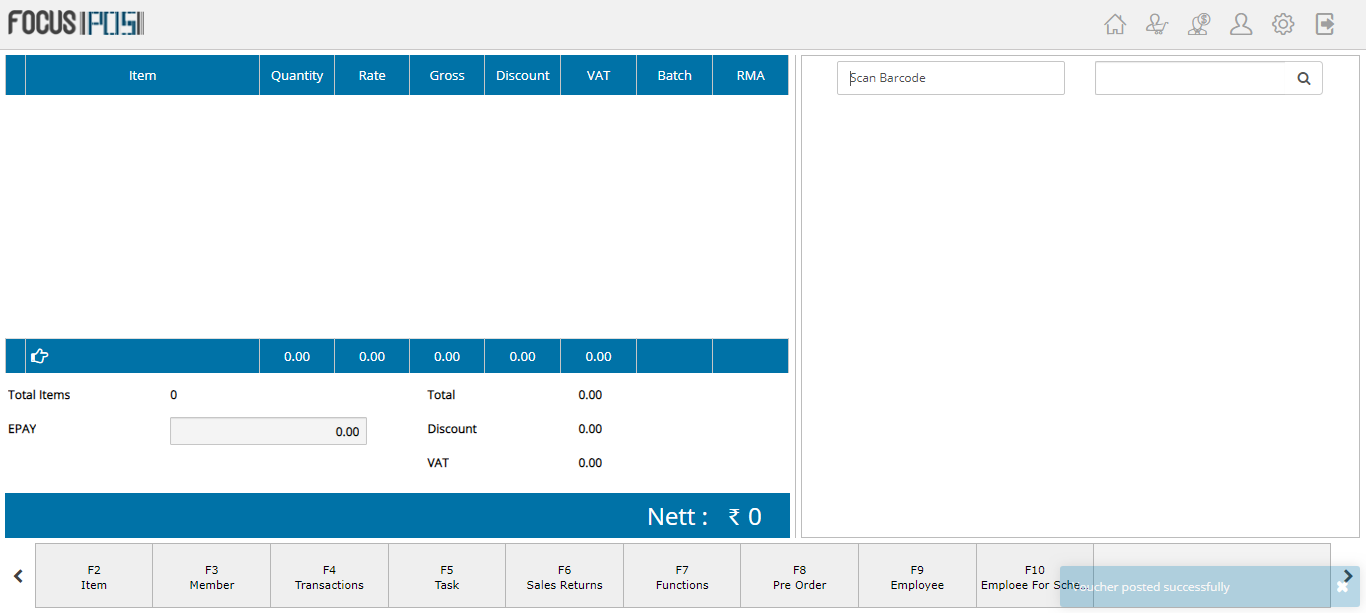 FOCUS POS
Item Quantity Rate Gross Discount VAT Batch RMA
Scan Barcode
0.00 0.00 0.00 0.00 0.00
Total Items 0 Total 0.00
EPAY 0.00 Discount 0.00
VAT 0.00
Nett : ₹ 0
F2 F3 F4 F5 F6 F7 F8 F9 F10
Item Member Transactions Task Sales Returns Functions Pre Order Employee Emploee For Sche...
posted successfully